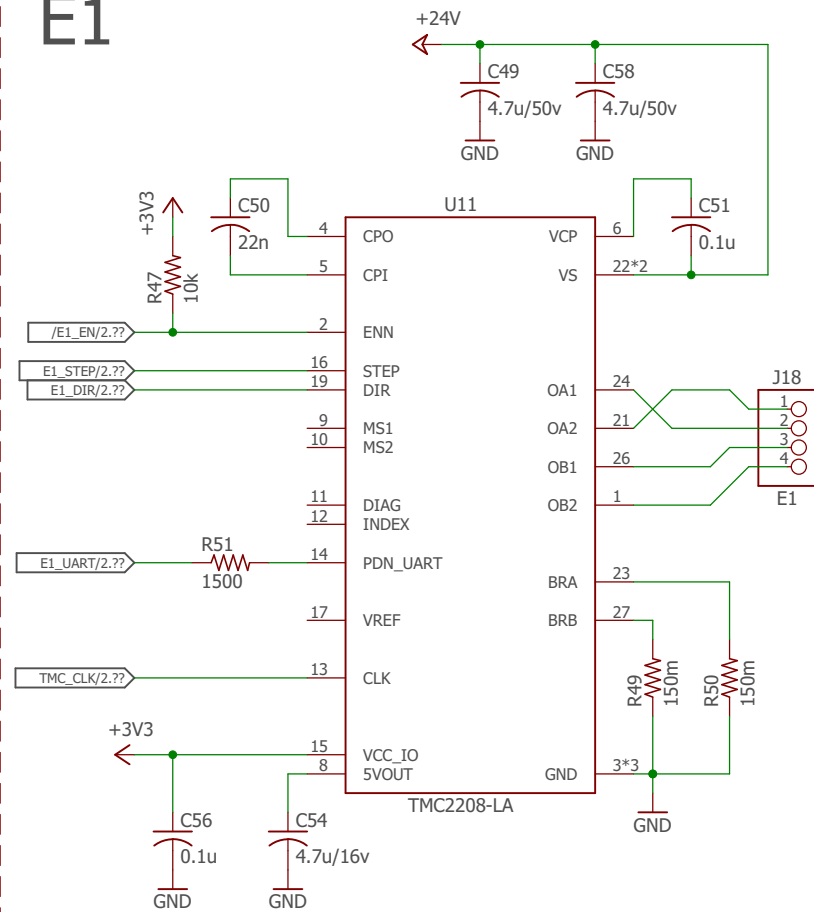 E1
+24V
C49
4.7u/50v
GND
C58
4.7u/50v
GND
+3V3
R47
10k
C50
22n
U11
C51
0.1u
4 CPO
5 CPI
2 ENN
16 STEP
19 DIR
9 MS1
10 MS2
11 DIAG
12 INDEX
14 PDN_UART
17 VREF
13 CLK
15 VCC_IO
8 5VOUT
VCP 6
VS 22*2
OA1 24
OA2 21
OB1 26
OB2 1
BRA 23
BRB 27
GND 3*3
TMC2208-LA
/E1_EN/2.??
E1_STEP/2.??
E1_DIR/2.??
E1_UART/2.??
R51
1500
TMC_CLK/2.??
+3V3
C56
0.1u
GND
C54
4.7u/16v
GND
J18
1
2
3
4
E1
R49
150m
R50
150m
GND